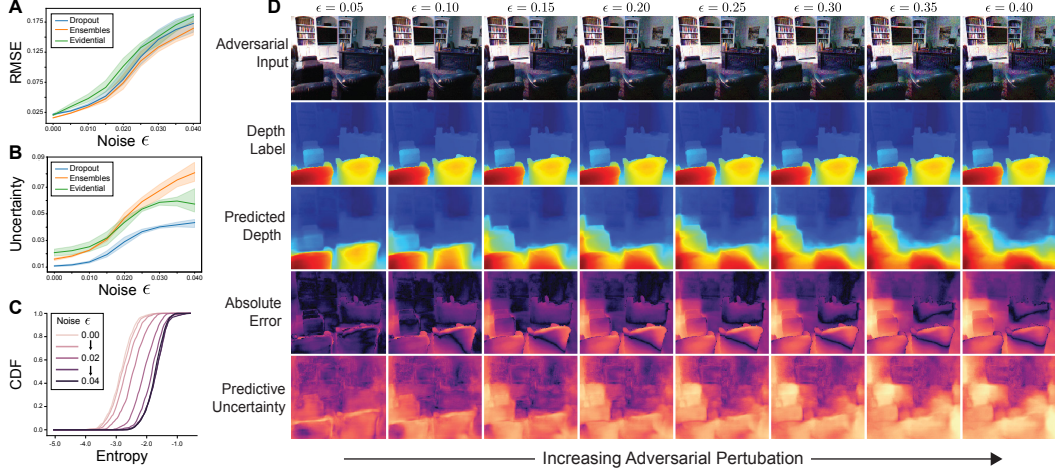 A
RMSE
0.175
0.125
0.075
0.025
Dropout
Ensembles
Evidential
0.000
0.010
0.020
0.030
0.040
Noise ϵ
B
Uncertainty
0.09
0.07
0.05
0.03
0.01
Dropout
Ensembles
Evidential
0.000
0.010
0.020
0.030
0.040
Noise ϵ
C
CDF
1.0
0.8
0.6
0.4
0.2
0.0
Noise ϵ
0.00
0.02
0.04
-5.0
-4.0
-3.0
-2.0
-1.0
Entropy
D
ϵ = 0.05 ϵ = 0.10 ϵ = 0.15 ϵ = 0.20 ϵ = 0.25 ϵ = 0.30 ϵ = 0.35 ϵ = 0.40
Adversarial
Input
Depth
Label
Predicted
Depth
Absolute
Error
Predictive
Uncertainty
Increasing Adversarial Pertubation